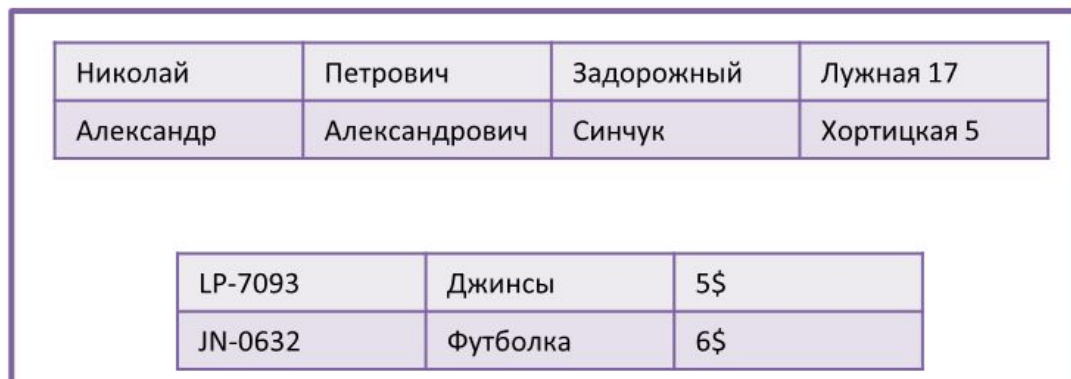 Николай Петрович Задорожный Лужная 17
Александр Александрович Синчук Хортицкая 5
LP-7093 Джинсы 5$
JN-0632 Футболка 6$